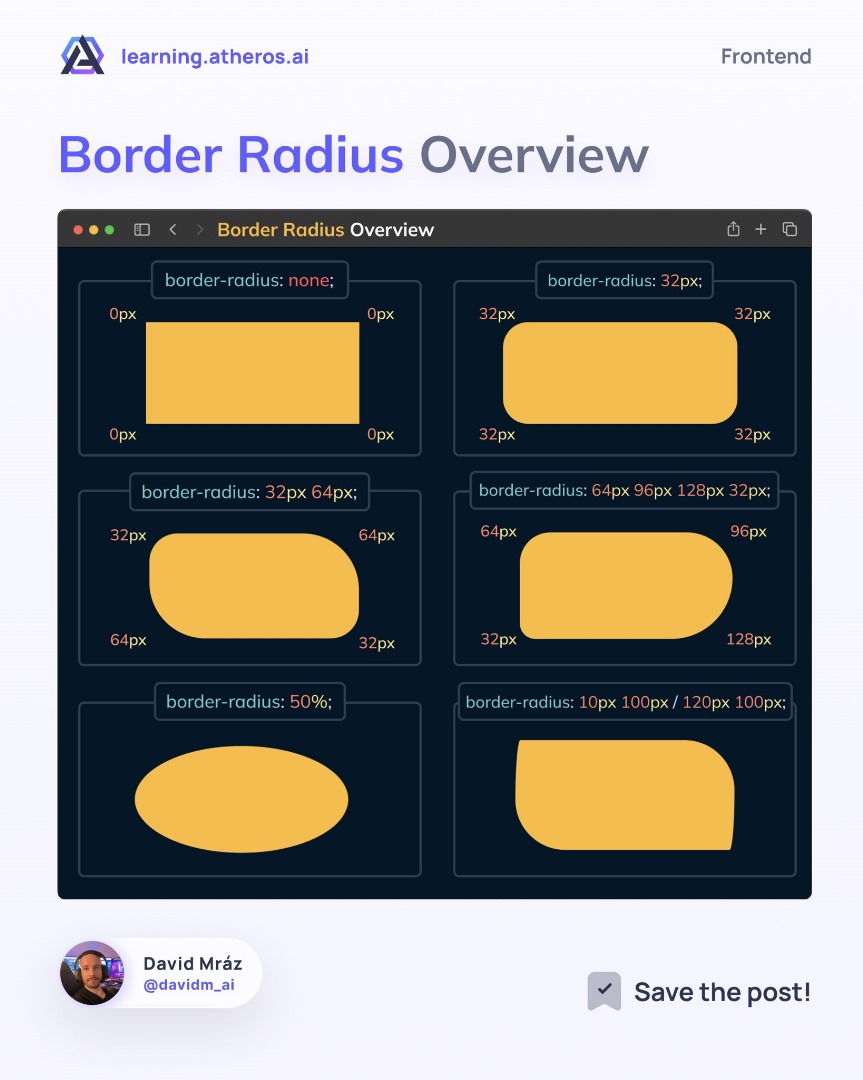 learning.atheros.ai
Frontend
Border Radius Overview
Border Radius Overview
border-radius: none;
0px 0px
0px 0px
border-radius: 32px;
32px 32px
32px 32px
border-radius: 32px 64px;
32px 64px
64px 32px
border-radius: 64px 96px 128px 32px;
64px 96px
32px 128px
border-radius: 50%;
border-radius: 10px 100px / 120px 100px;
David Mráz
@davidm_ai
Save the post!